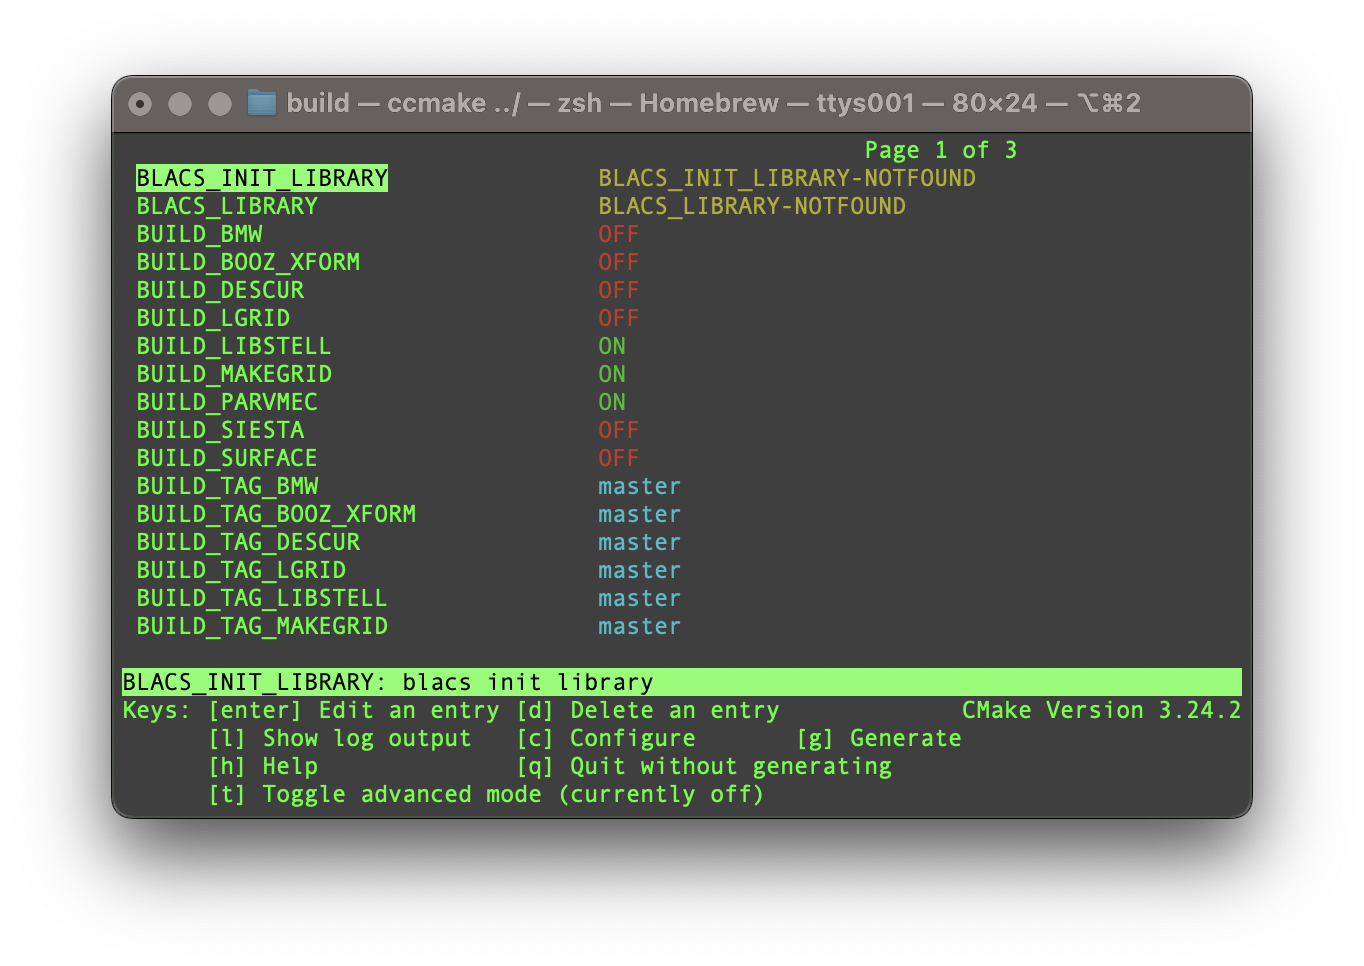 build — ccmake ../ — zsh — Homebrew — ttys001 — 80×24 — ⌥⌘2
Page 1 of 3
BLACS_INIT_LIBRARY BLACS_INIT_LIBRARY-NOTFOUND
BLACS_LIBRARY BLACS_LIBRARY-NOTFOUND
BUILD_BMW OFF
BUILD_BOOZ_XFORM OFF
BUILD_DESCUR OFF
BUILD_LGRID OFF
BUILD_LIBSTELL ON
BUILD_MAKEGRID ON
BUILD_PARVMEC ON
BUILD_SIESTA OFF
BUILD_SURFACE OFF
BUILD_TAG_BMW master
BUILD_TAG_BOOZ_XFORM master
BUILD_TAG_DESCUR master
BUILD_TAG_LGRID master
BUILD_TAG_LIBSTELL master
BUILD_TAG_MAKEGRID master
BLACS_INIT_LIBRARY: blacs init library
Keys: [enter] Edit an entry [d] Delete an entry CMake Version 3.24.2
[l] Show log output [c] Configure [g] Generate
[h] Help [q] Quit without generating
[t] Toggle advanced mode (currently off)